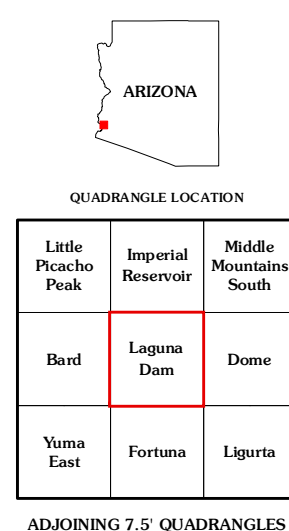 ARIZONA
QUADRANGLE LOCATION
Little
Picacho
Peak
Imperial
Reservoir
Middle
Mountains
South
Bard
Laguna
Dam
Dome
Yuma
East
Fortuna
Ligurta
ADJOINING 7.5' QUADRANGLES